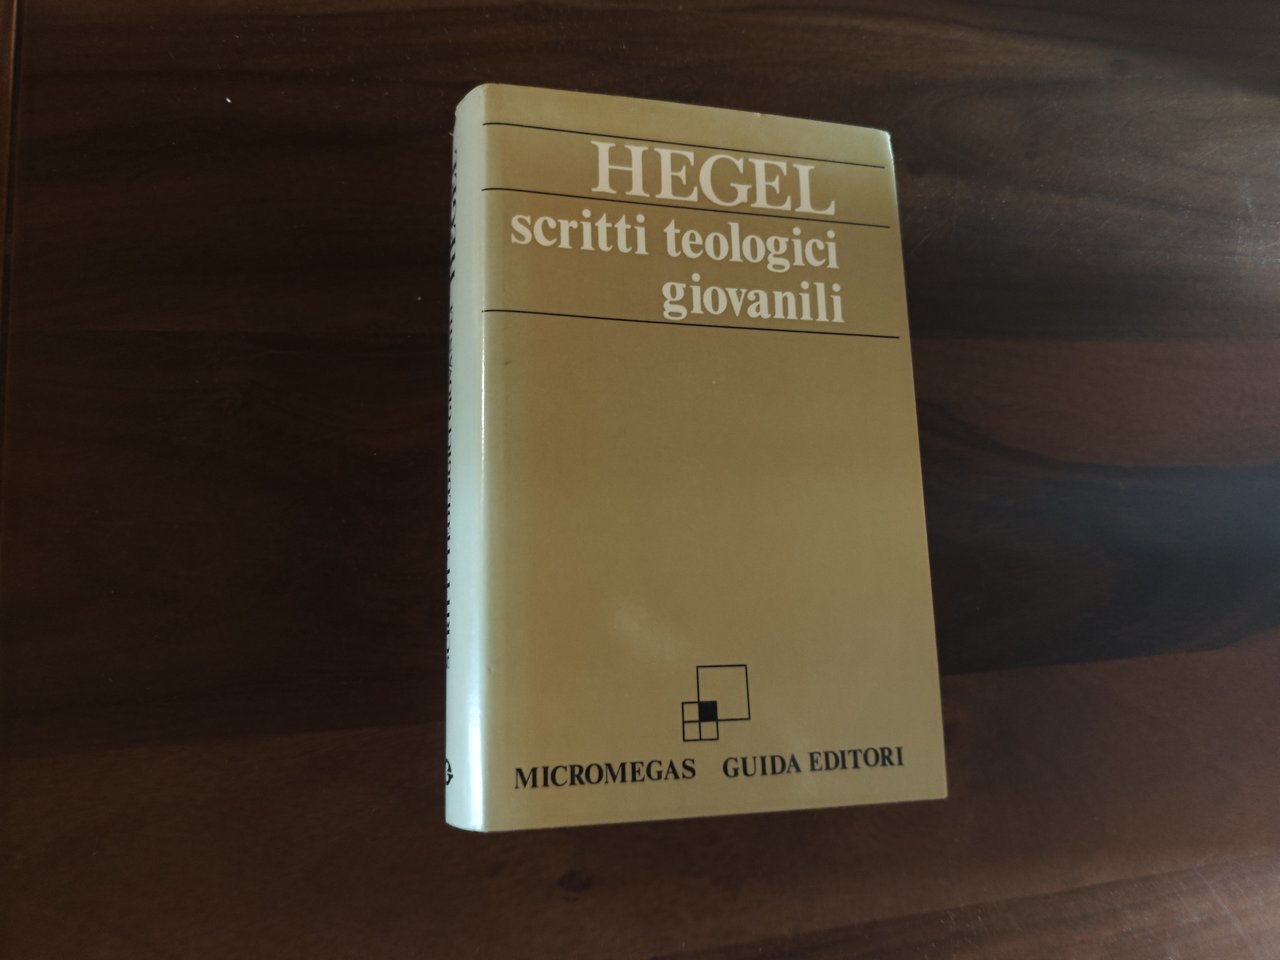 HEGEL
scritti teologici
giovanili
MICROMEGAS GUIDA EDITORI